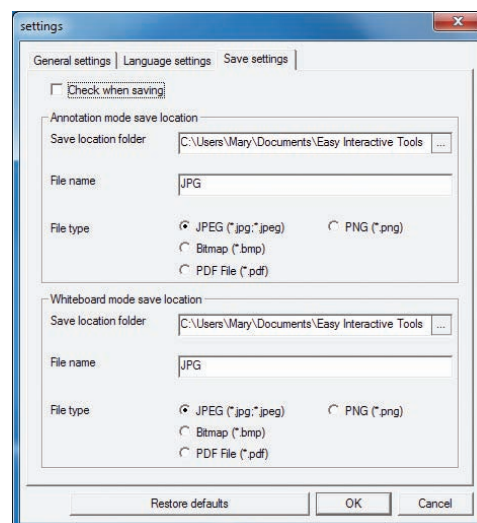 settings
General settings Language settings Save settings
Check when saving
Annotation mode save location
Save location folder C:\Users\Mary\Documents\Easy Interactive Tools ...
File name JPG
File type JPEG (*.jpg;*.jpeg) PNG (*.png)
Bitmap (*.bmp)
PDF File (*.pdf)
Whiteboard mode save location
Save location folder C:\Users\Mary\Documents\Easy Interactive Tools ...
File name JPG
File type JPEG (*.jpg;*.jpeg) PNG (*.png)
Bitmap (*.bmp)
PDF File (*.pdf)
Restore defaults OK Cancel